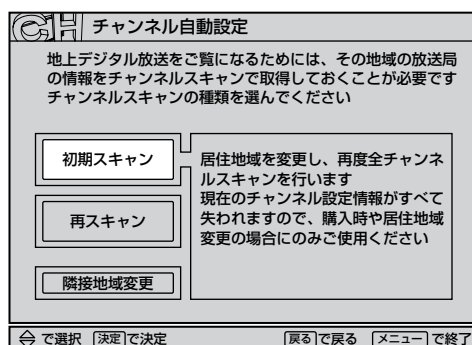 CH チャンネル自動設定
地上デジタル放送をご覧になるためには、その地域の放送局
の情報をチャンネルスキャンで取得しておくことが必要です
チャンネルスキャンの種類を選んでください
初期スキャン
再スキャン
隣接地域変更
居住地域を変更し、再度全チャンネ
ルスキャンを行います
現在のチャンネル設定情報がすべて
失われますので、購入時や居住地域
変更の場合にのみご使用ください
で選択 決定で決定 戻るで戻る メニューで終了